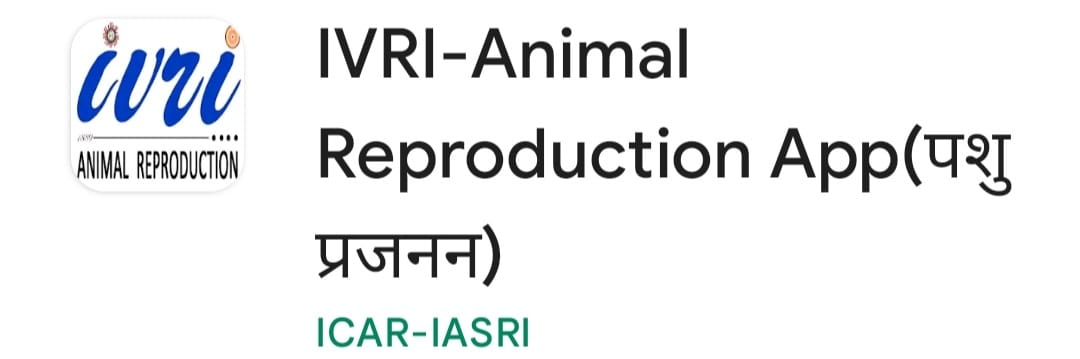 ivri
ANIMAL REPRODUCTION
IVRI-Animal
Reproduction App(पशु
प्रजनन)
ICAR-IASRI